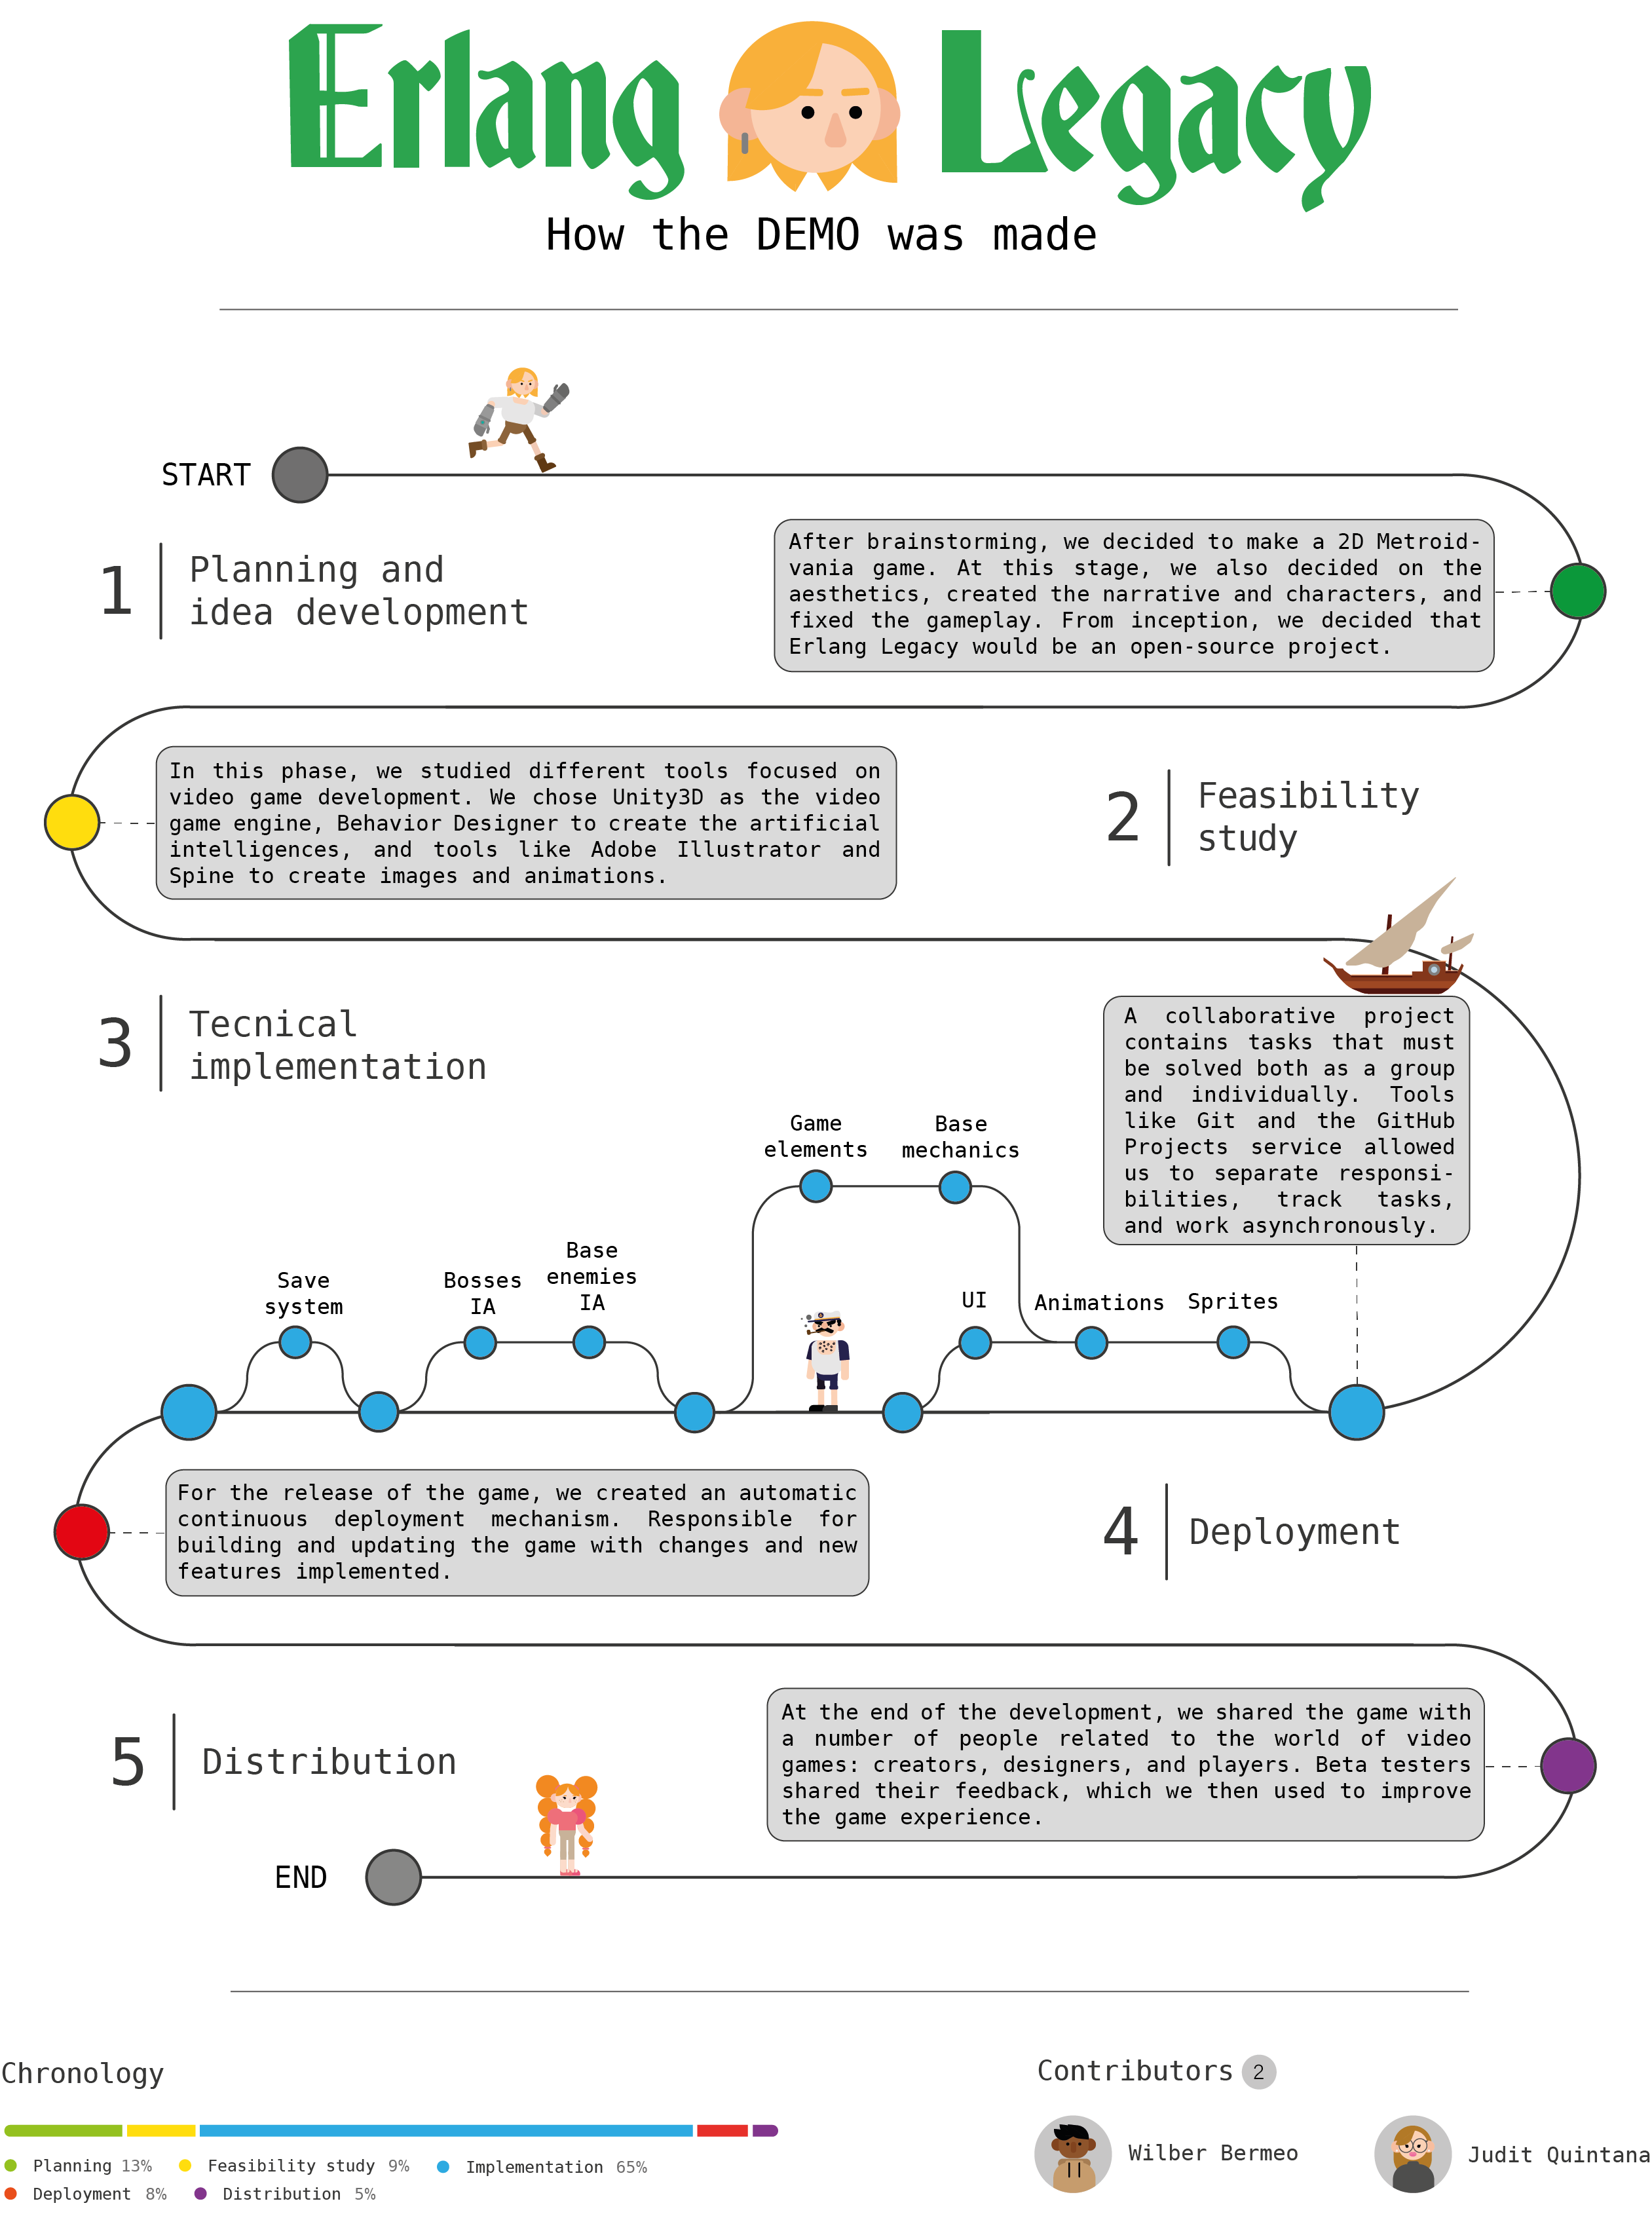 Erlang Legacy
How the DEMO was made
START
1
Planning and
idea development
After brainstorming, we decided to make a 2D Metroid-
vania game. At this stage, we also decided on the
aesthetics, created the narrative and characters, and
fixed the gameplay. From inception, we decided that
Erlang Legacy would be an open-source project.
In this phase, we studied different tools focused on
video game development. We chose Unity3D as the video
game engine, Behavior Designer to create the artificial
intelligences, and tools like Adobe Illustrator and
Spine to create images and animations.
2
Feasibility
study
3
Tecnical
implementation
A collaborative project
contains tasks that must
be solved both as a group
and individually. Tools
like Git and the GitHub
Projects service allowed
us to separate responsi-
bilities, track tasks,
and work asynchronously.
Game
elements
Base
mechanics
Save
system
Bosses
IA
Base
enemies
IA
UI
Animations
Sprites
For the release of the game, we created an automatic
continuous deployment mechanism. Responsible for
building and updating the game with changes and new
features implemented.
4
Deployment
5
Distribution
At the end of the development, we shared the game with
a number of people related to the world of video
games: creators, designers, and players. Beta testers
shared their feedback, which we then used to improve
the game experience.
END
Chronology
Planning 13%
Feasibility study 9%
Implementation 65%
Deployment 8%
Distribution 5%
Contributors 2
Wilber Bermeo
Judit Quintana